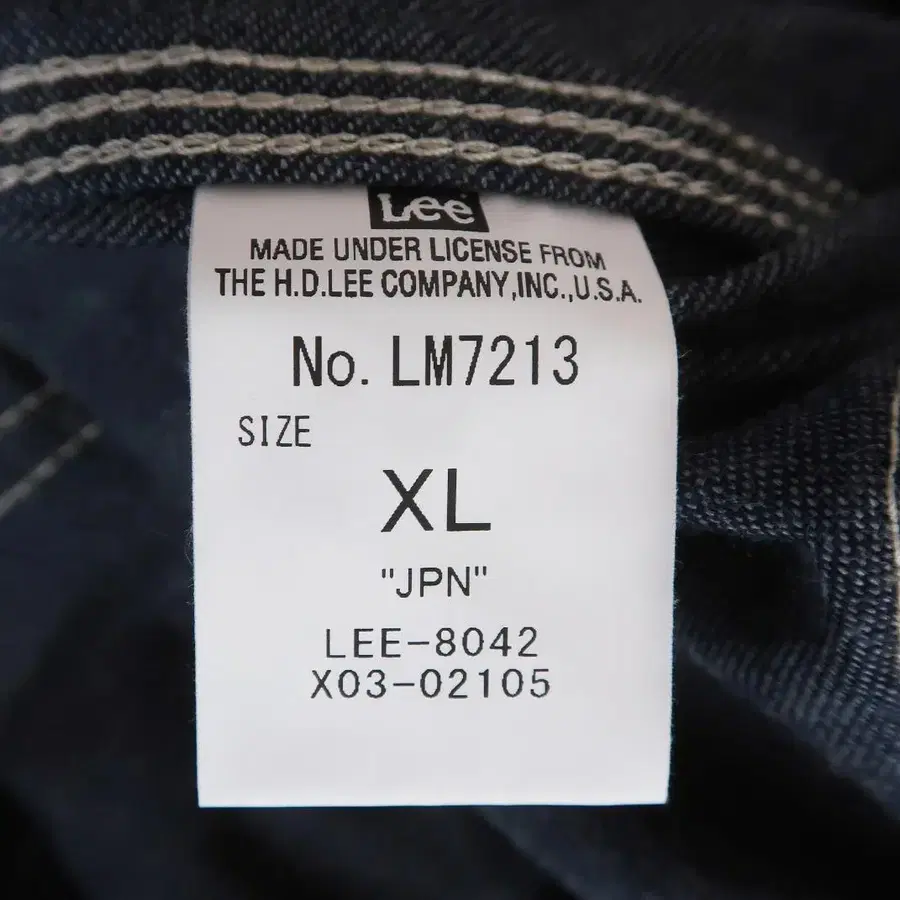 Lee
MADE UNDER LICENSE FROM
THE H.D.LEE COMPANY,INC.,U.S.A.
No. LM7213
SIZE
XL
"JPN"
LEE-8042
X03-02105